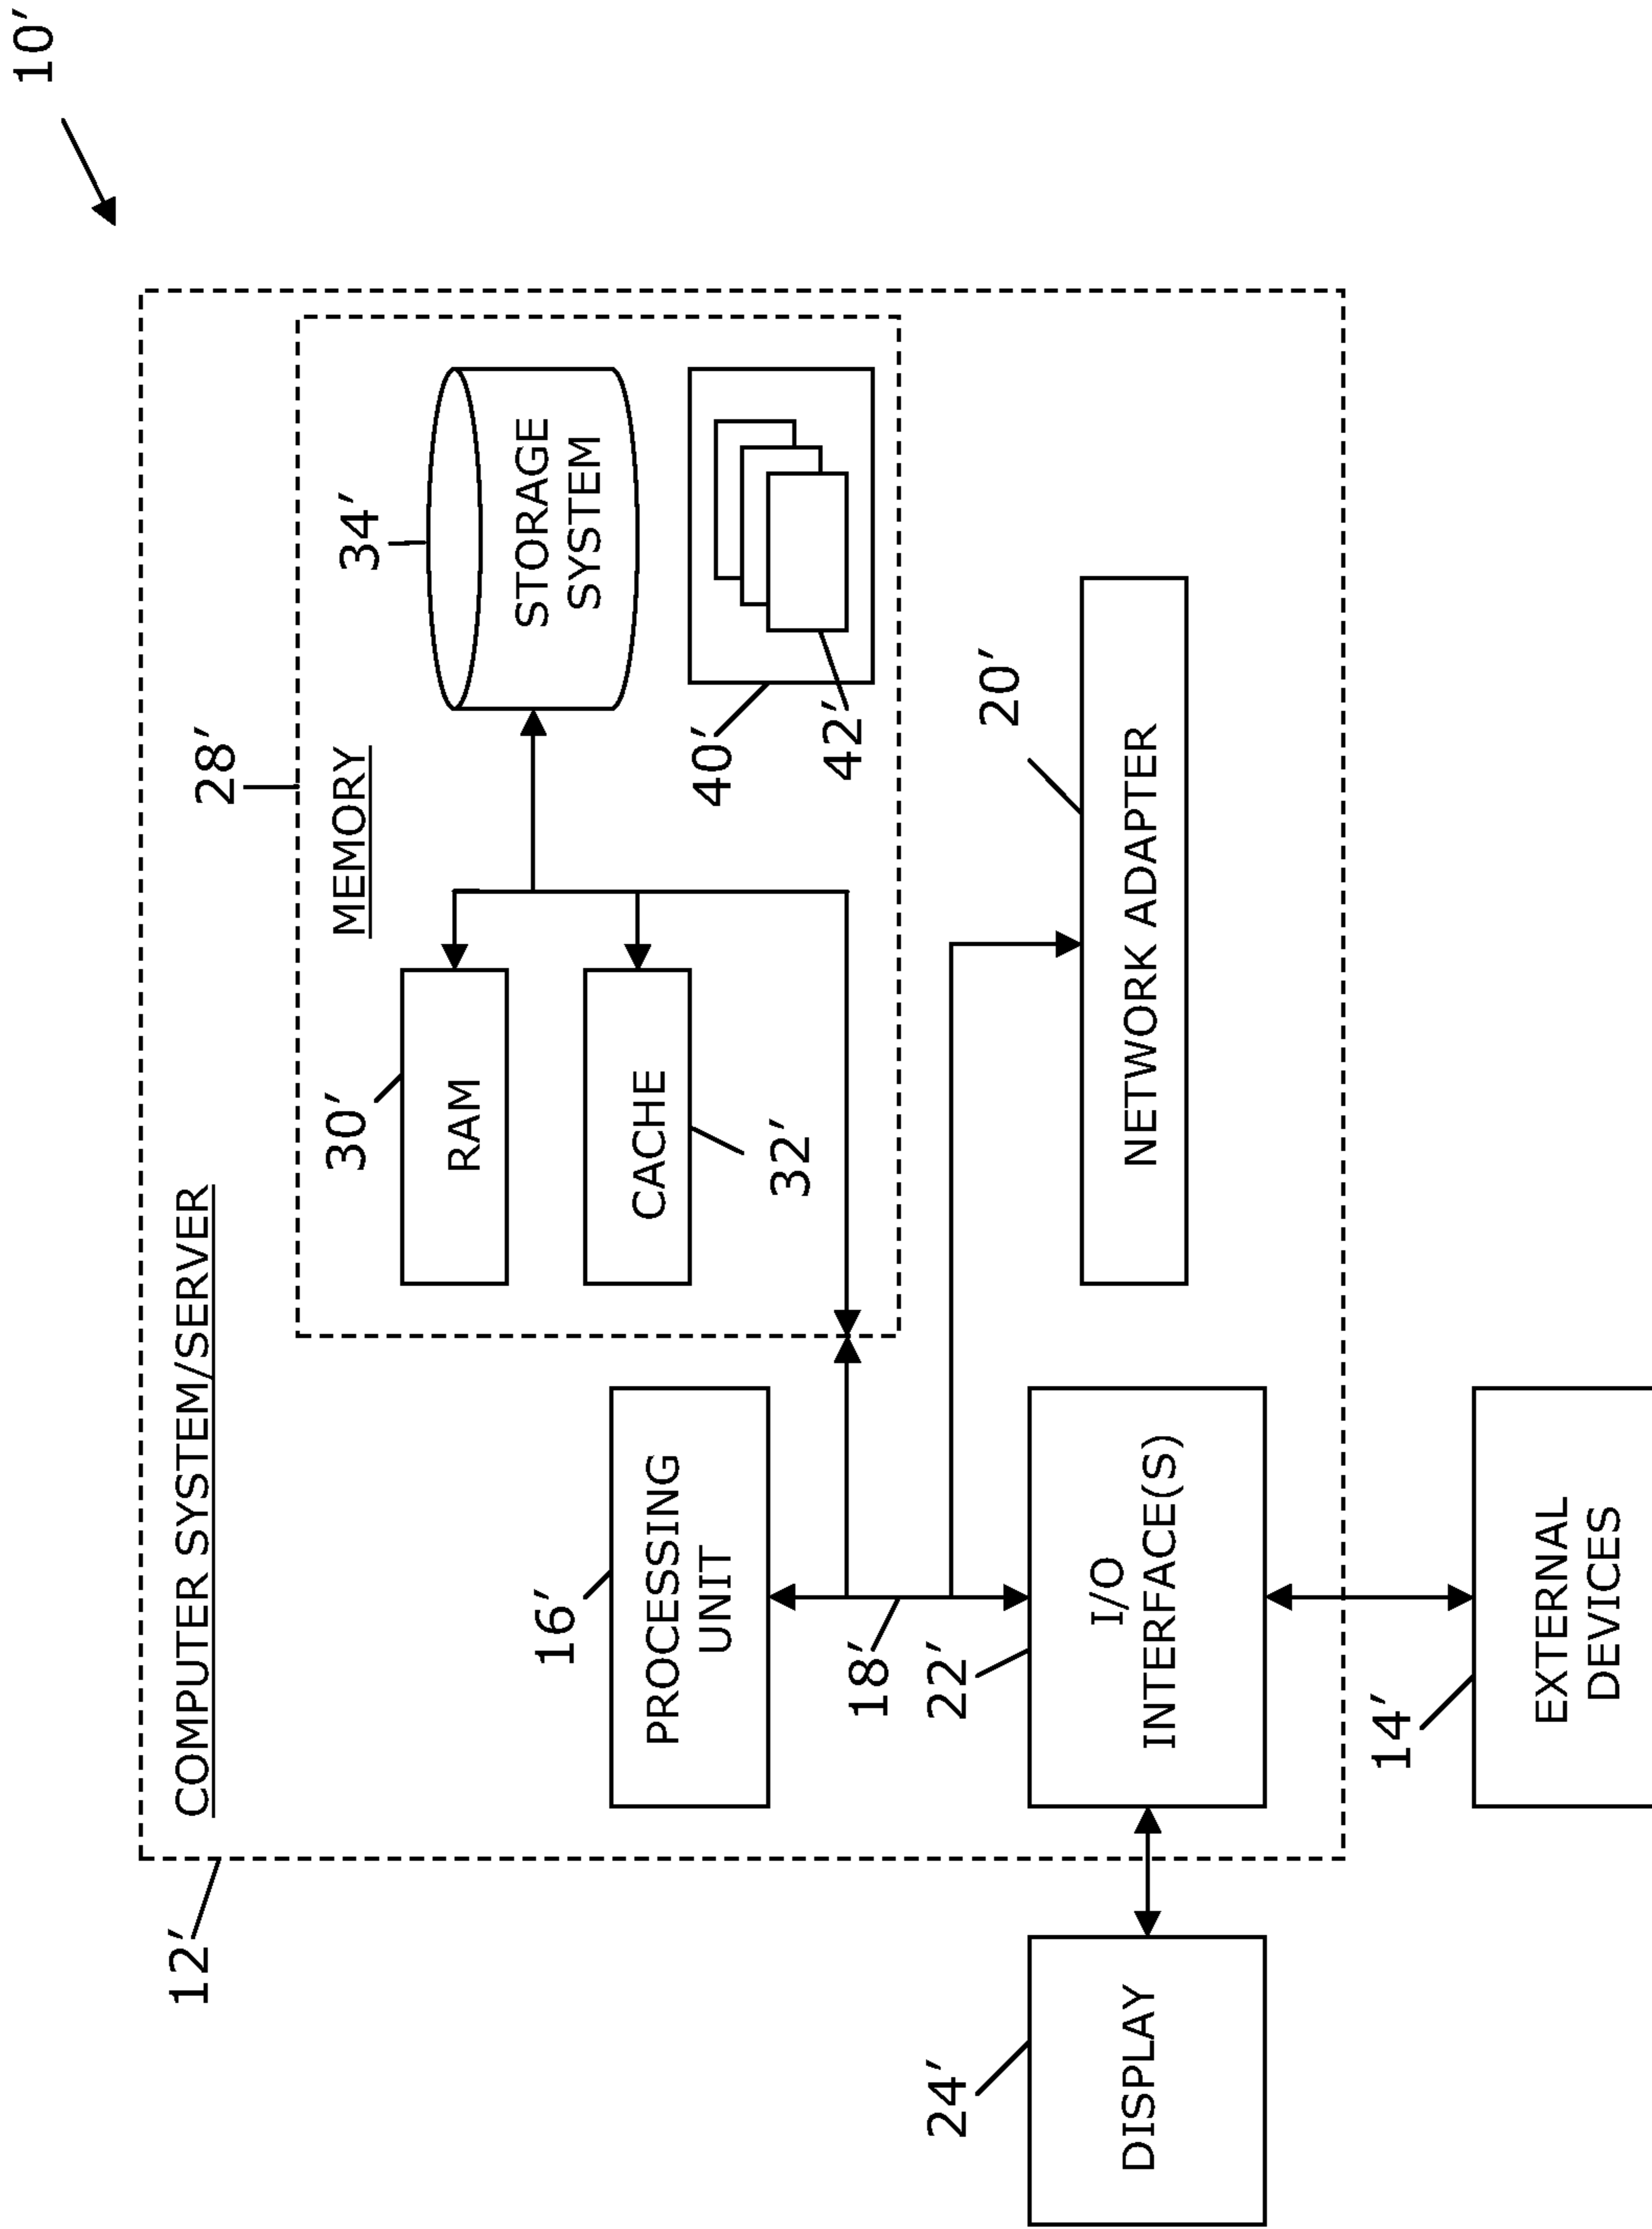 10′
12′
COMPUTER SYSTEM/SERVER
28′
MEMORY
34′
STORAGE
SYSTEM
30′
RAM
CACHE
32′
40′
42′
16′
PROCESSING
UNIT
18′
20′
NETWORK ADAPTER
22′
I/O
INTERFACE(S)
24′
DISPLAY
14′
EXTERNAL
DEVICES